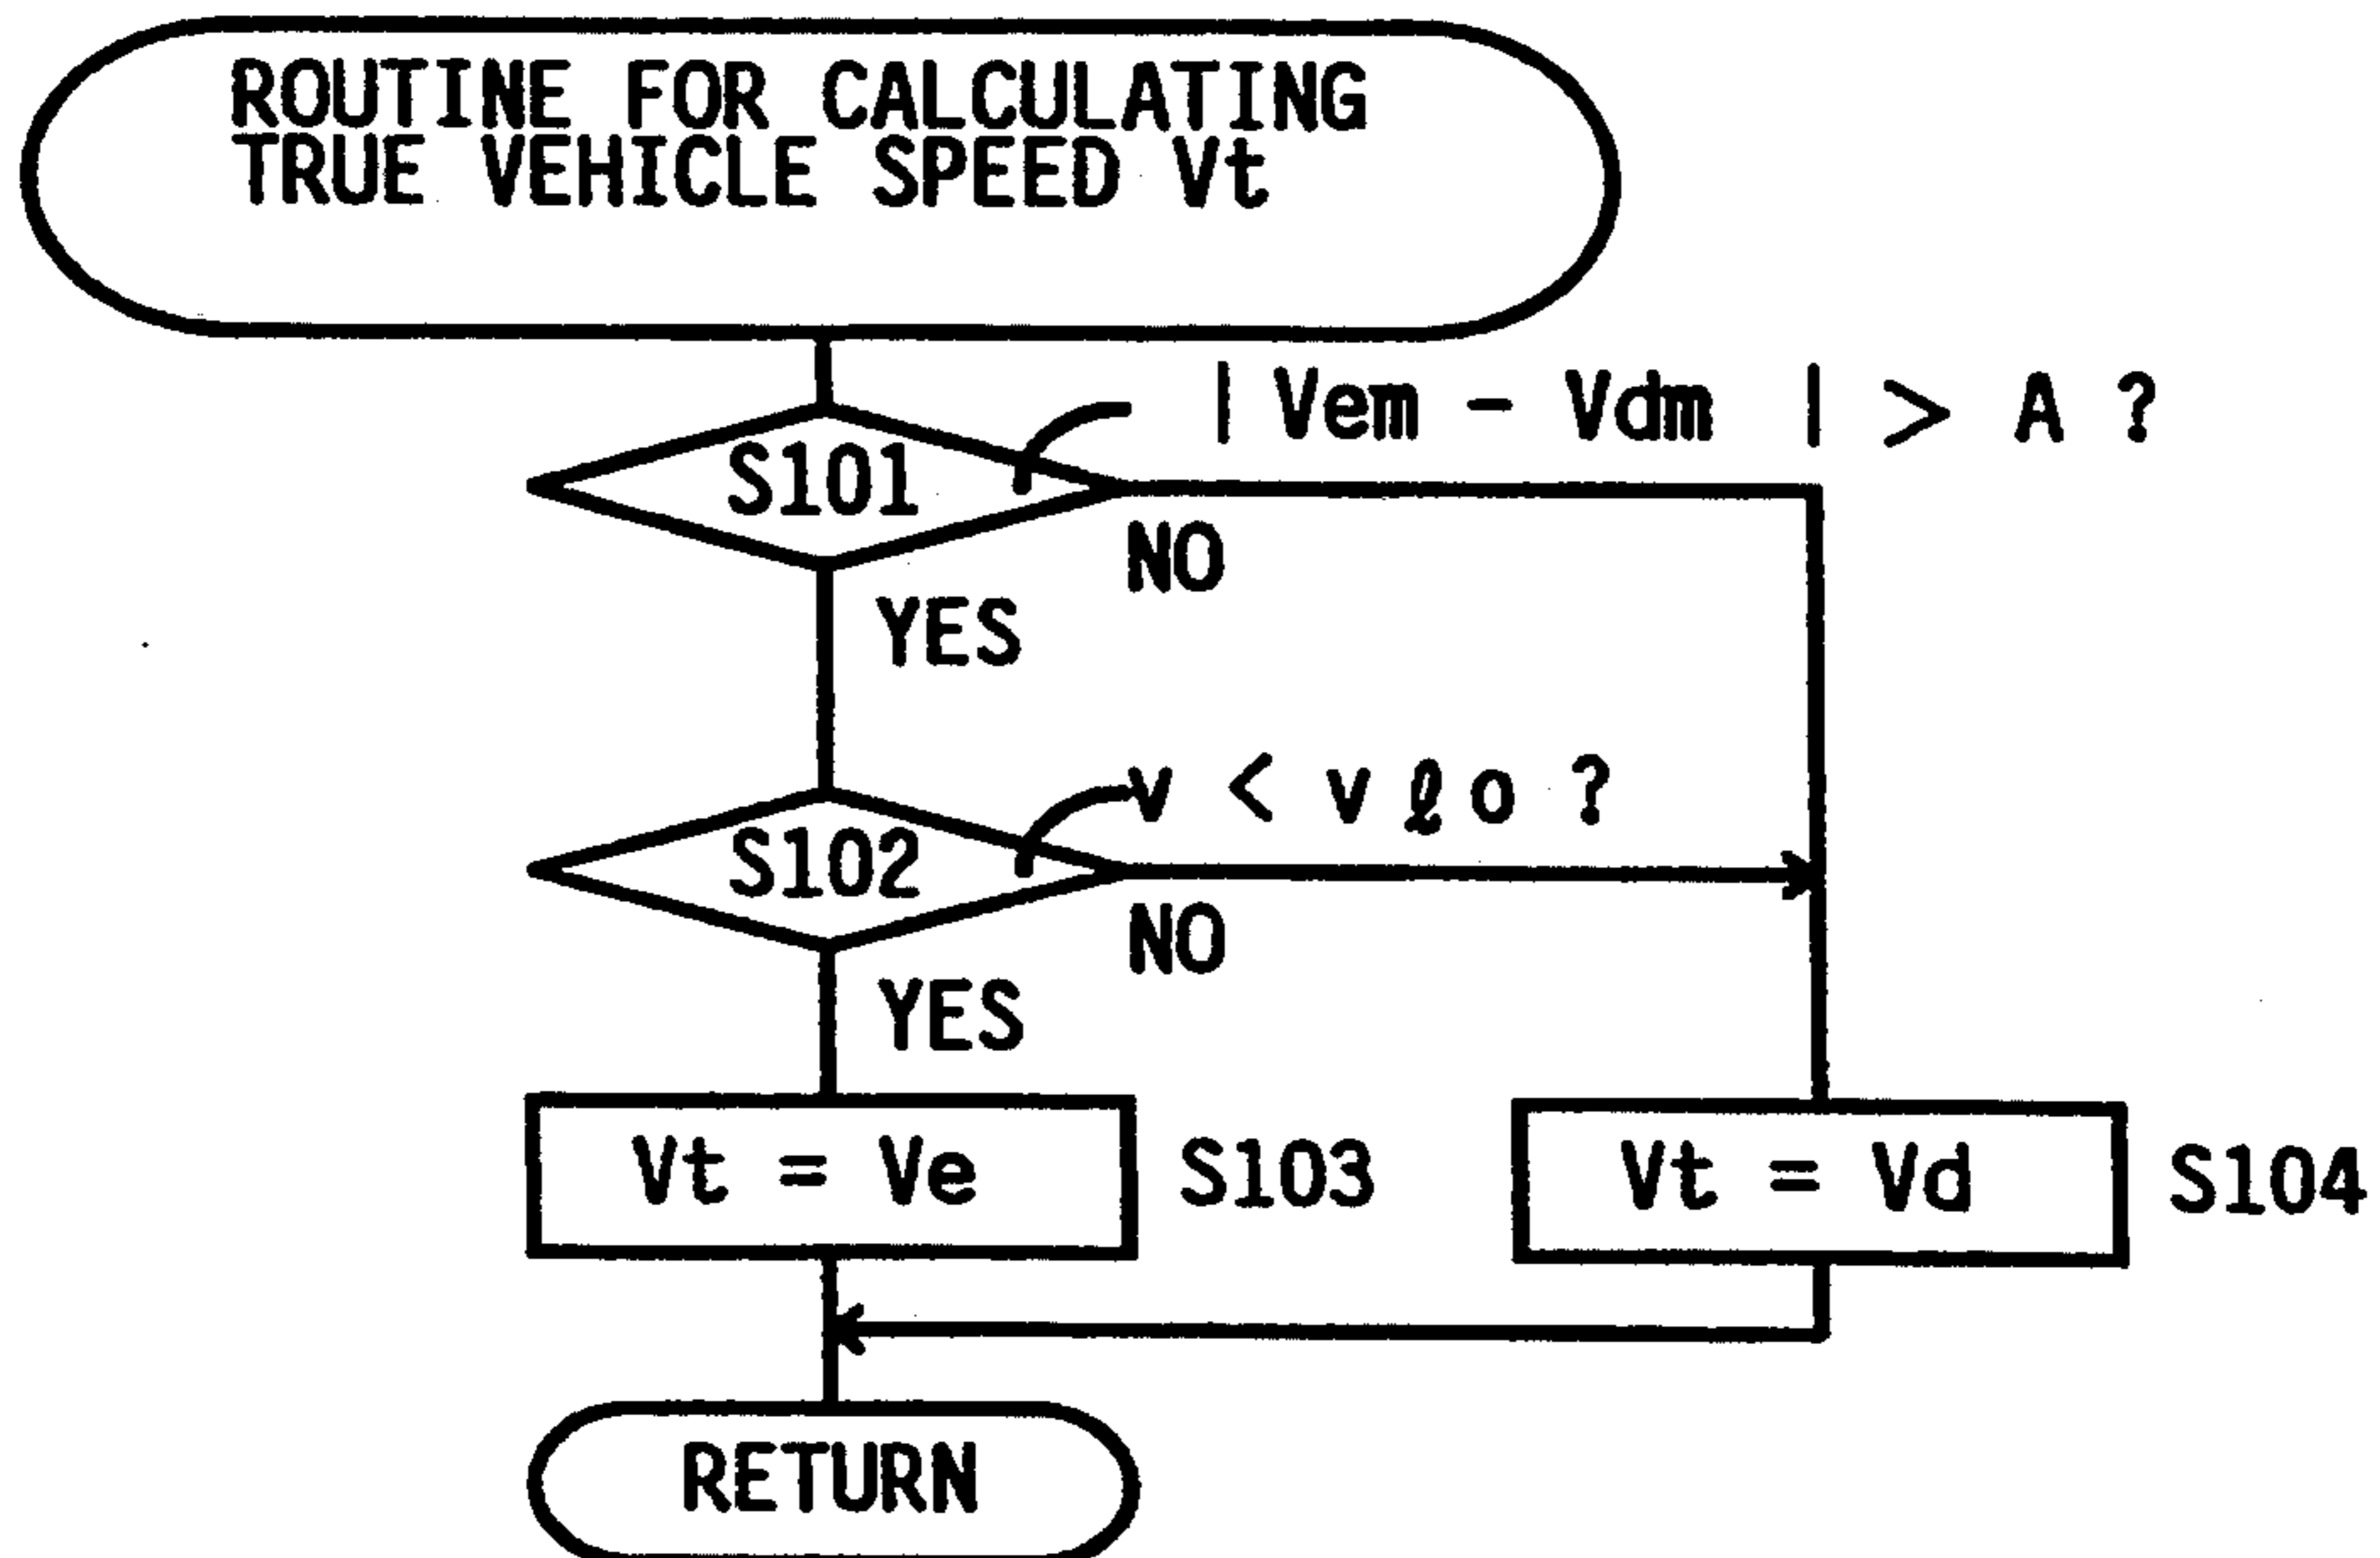 ROUTINE FOR CALCULATING
TRUE VEHICLE SPEED Vt
| Vem - Vdm | > A ?
S101
NO
YES
v < v ℓ o ?
S102
NO
YES
Vt = Ve
S103
Vt = Vd
S104
RETURN